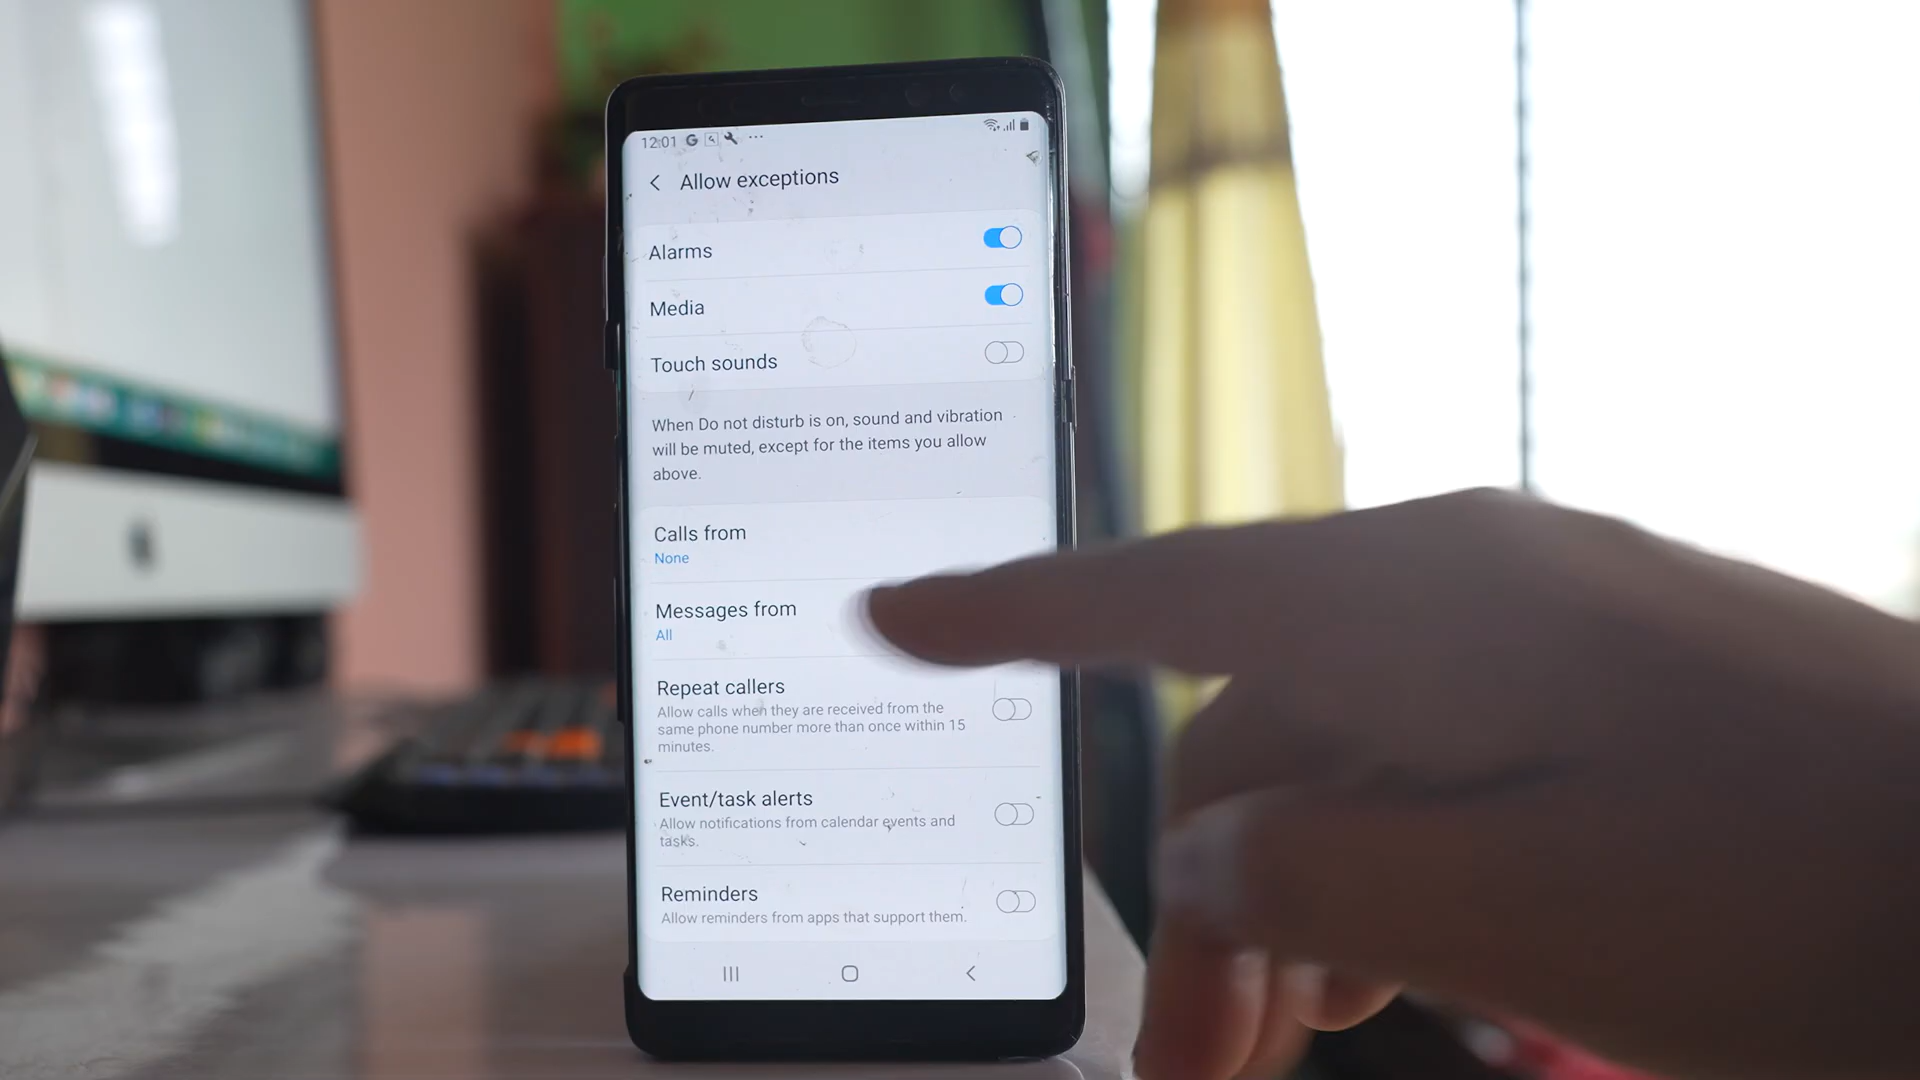 12:01
Allow exceptions
Alarms
Media
Touch sounds
When Do not disturb is on, sound and vibration
will be muted, except for the items you allow
above.
Calls from
None
Messages from
All
Repeat callers
Allow calls when they are received from the
same phone number more than once within 15
minutes.
Event/task alerts
Allow notifications from calendar events and
tasks.
Reminders
Allow reminders from apps that support them.